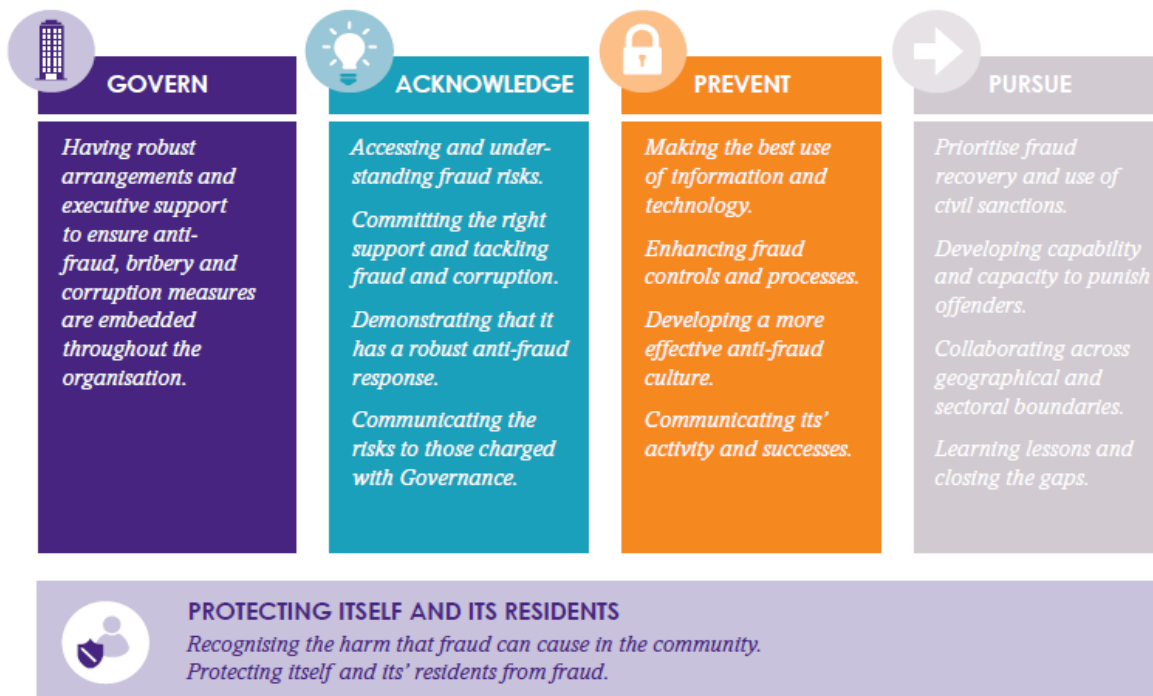 GOVERN
Having robust
arrangements and
executive support
to ensure anti-
fraud, bribery and
corruption measures
are embedded
throughout the
organisation.
ACKNOWLEDGE
Accessing and under-
standing fraud risks.
Committing the right
support and tackling
fraud and corruption.
Demonstrating that it
has a robust anti-fraud
response.
Communicating the
risks to those charged
with Governance.
PREVENT
Making the best use
of information and
technology.
Enhancing fraud
controls and processes.
Developing a more
effective anti-fraud
culture.
Communicating its’
activity and successes.
PURSUE
Prioritise fraud
recovery and use of
civil sanctions.
Developing capability
and capacity to punish
offenders.
Collaborating across
geographical and
sectoral boundaries.
Learning lessons and
closing the gaps.
PROTECTING ITSELF AND ITS RESIDENTS
Recognising the harm that fraud can cause in the community.
Protecting itself and its’ residents from fraud.